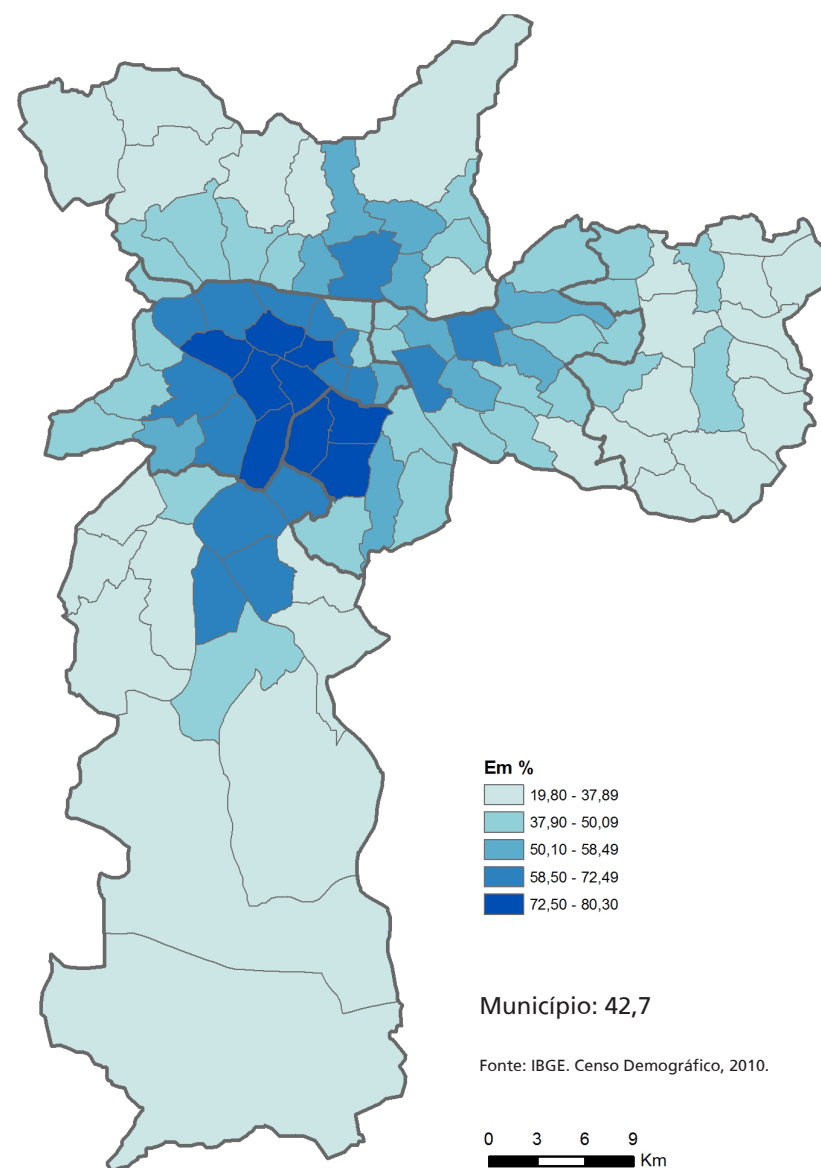 Em %
19,80 - 37,89
37,90 - 50,09
50,10 - 58,49
58,50 - 72,49
72,50 - 80,30
Município: 42,7
Fonte: IBGE. Censo Demográfico, 2010.
0 3 6 9
Km